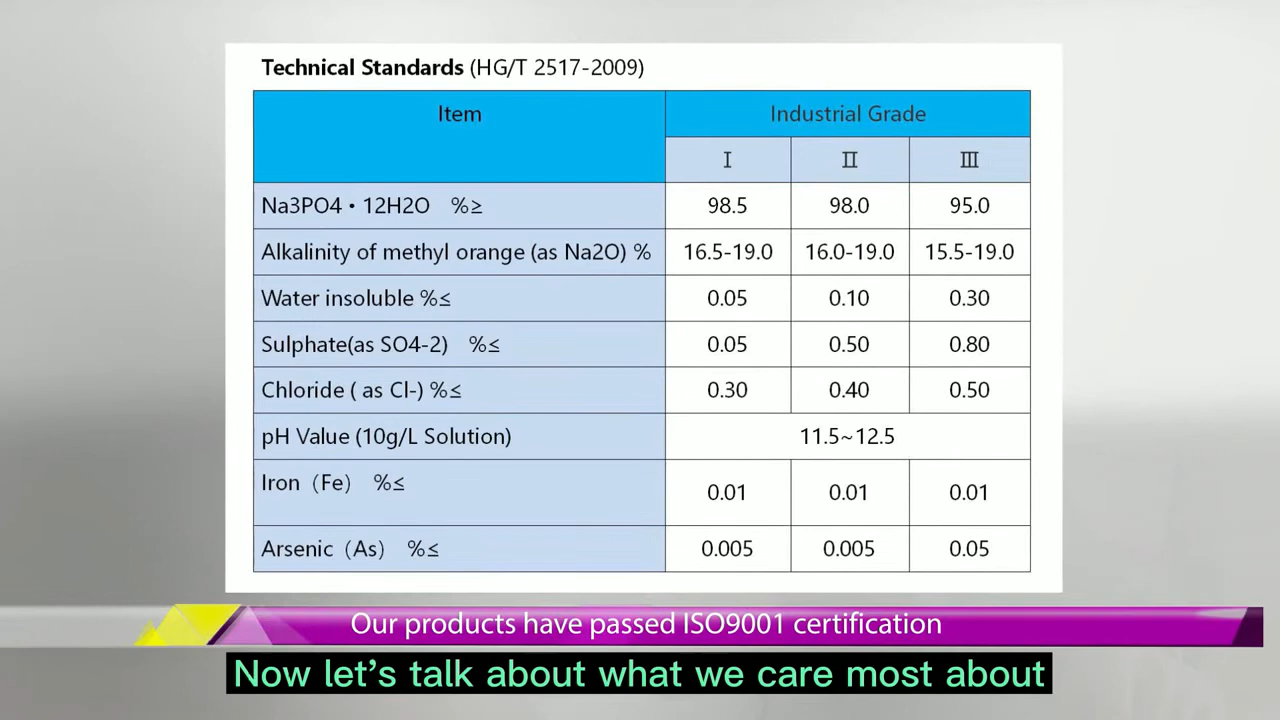 Technical Standards (HG/T 2517-2009)
Item Industrial Grade
Ⅰ Ⅱ Ⅲ
Na3PO4・12H2O %≥ 98.5 98.0 95.0
Alkalinity of methyl orange (as Na2O) % 16.5-19.0 16.0-19.0 15.5-19.0
Water insoluble %≤ 0.05 0.10 0.30
Sulphate(as SO4-2) %≤ 0.05 0.50 0.80
Chloride ( as Cl-) %≤ 0.30 0.40 0.50
pH Value (10g/L Solution) 11.5~12.5
Iron（Fe） %≤ 0.01 0.01 0.01
Arsenic（As） %≤ 0.005 0.005 0.05
Our products have passed ISO9001 certification
Now let’s talk about what we care most about